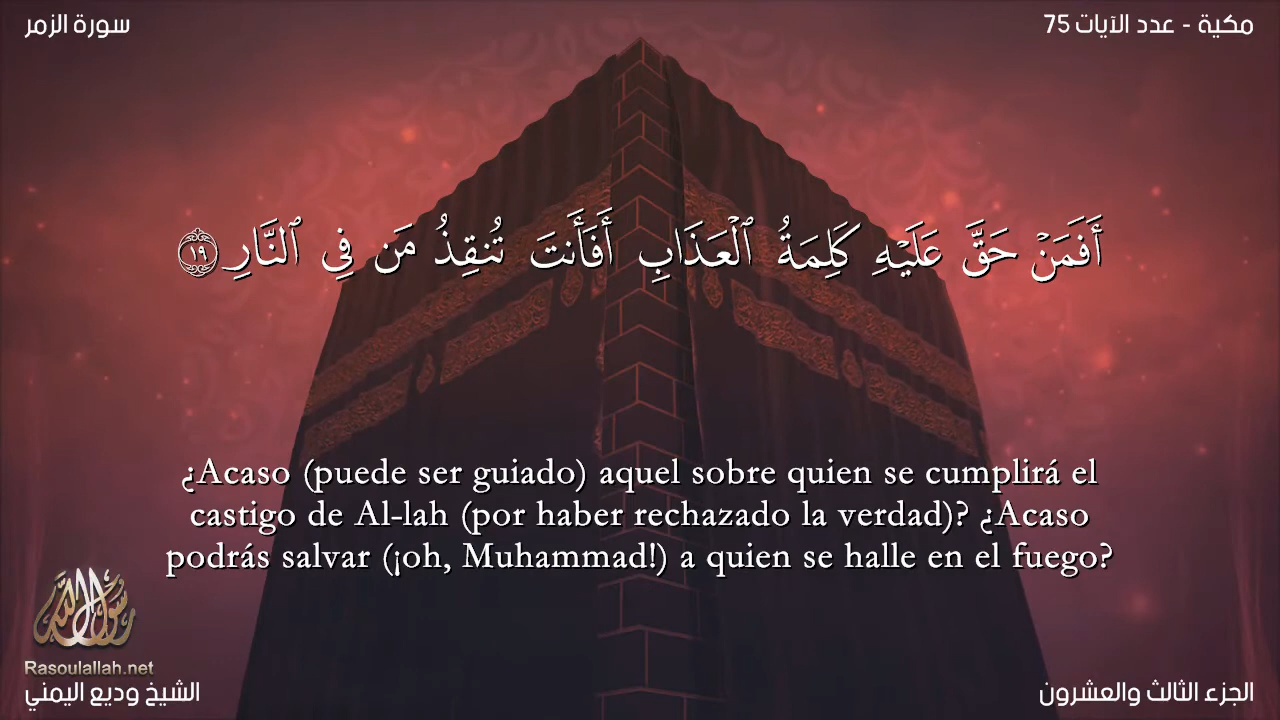 سورة الزمر
مكية - عدد الآيات 75
أَفَمَنْ حَقَّ عَلَيْهِ كَلِمَةُ ٱلْعَذَابِ أَفَأَنتَ تُنقِذُ مَن فِى ٱلنَّارِ ١٩
¿Acaso (puede ser guiado) aquel sobre quien se cumplirá el
castigo de Al-lah (por haber rechazado la verdad)? ¿Acaso
podrás salvar (¡oh, Muhammad!) a quien se halle en el fuego?
رسول الله
Rasoulallah.net
الشيخ وديع اليمني
الجزء الثالث والعشرون